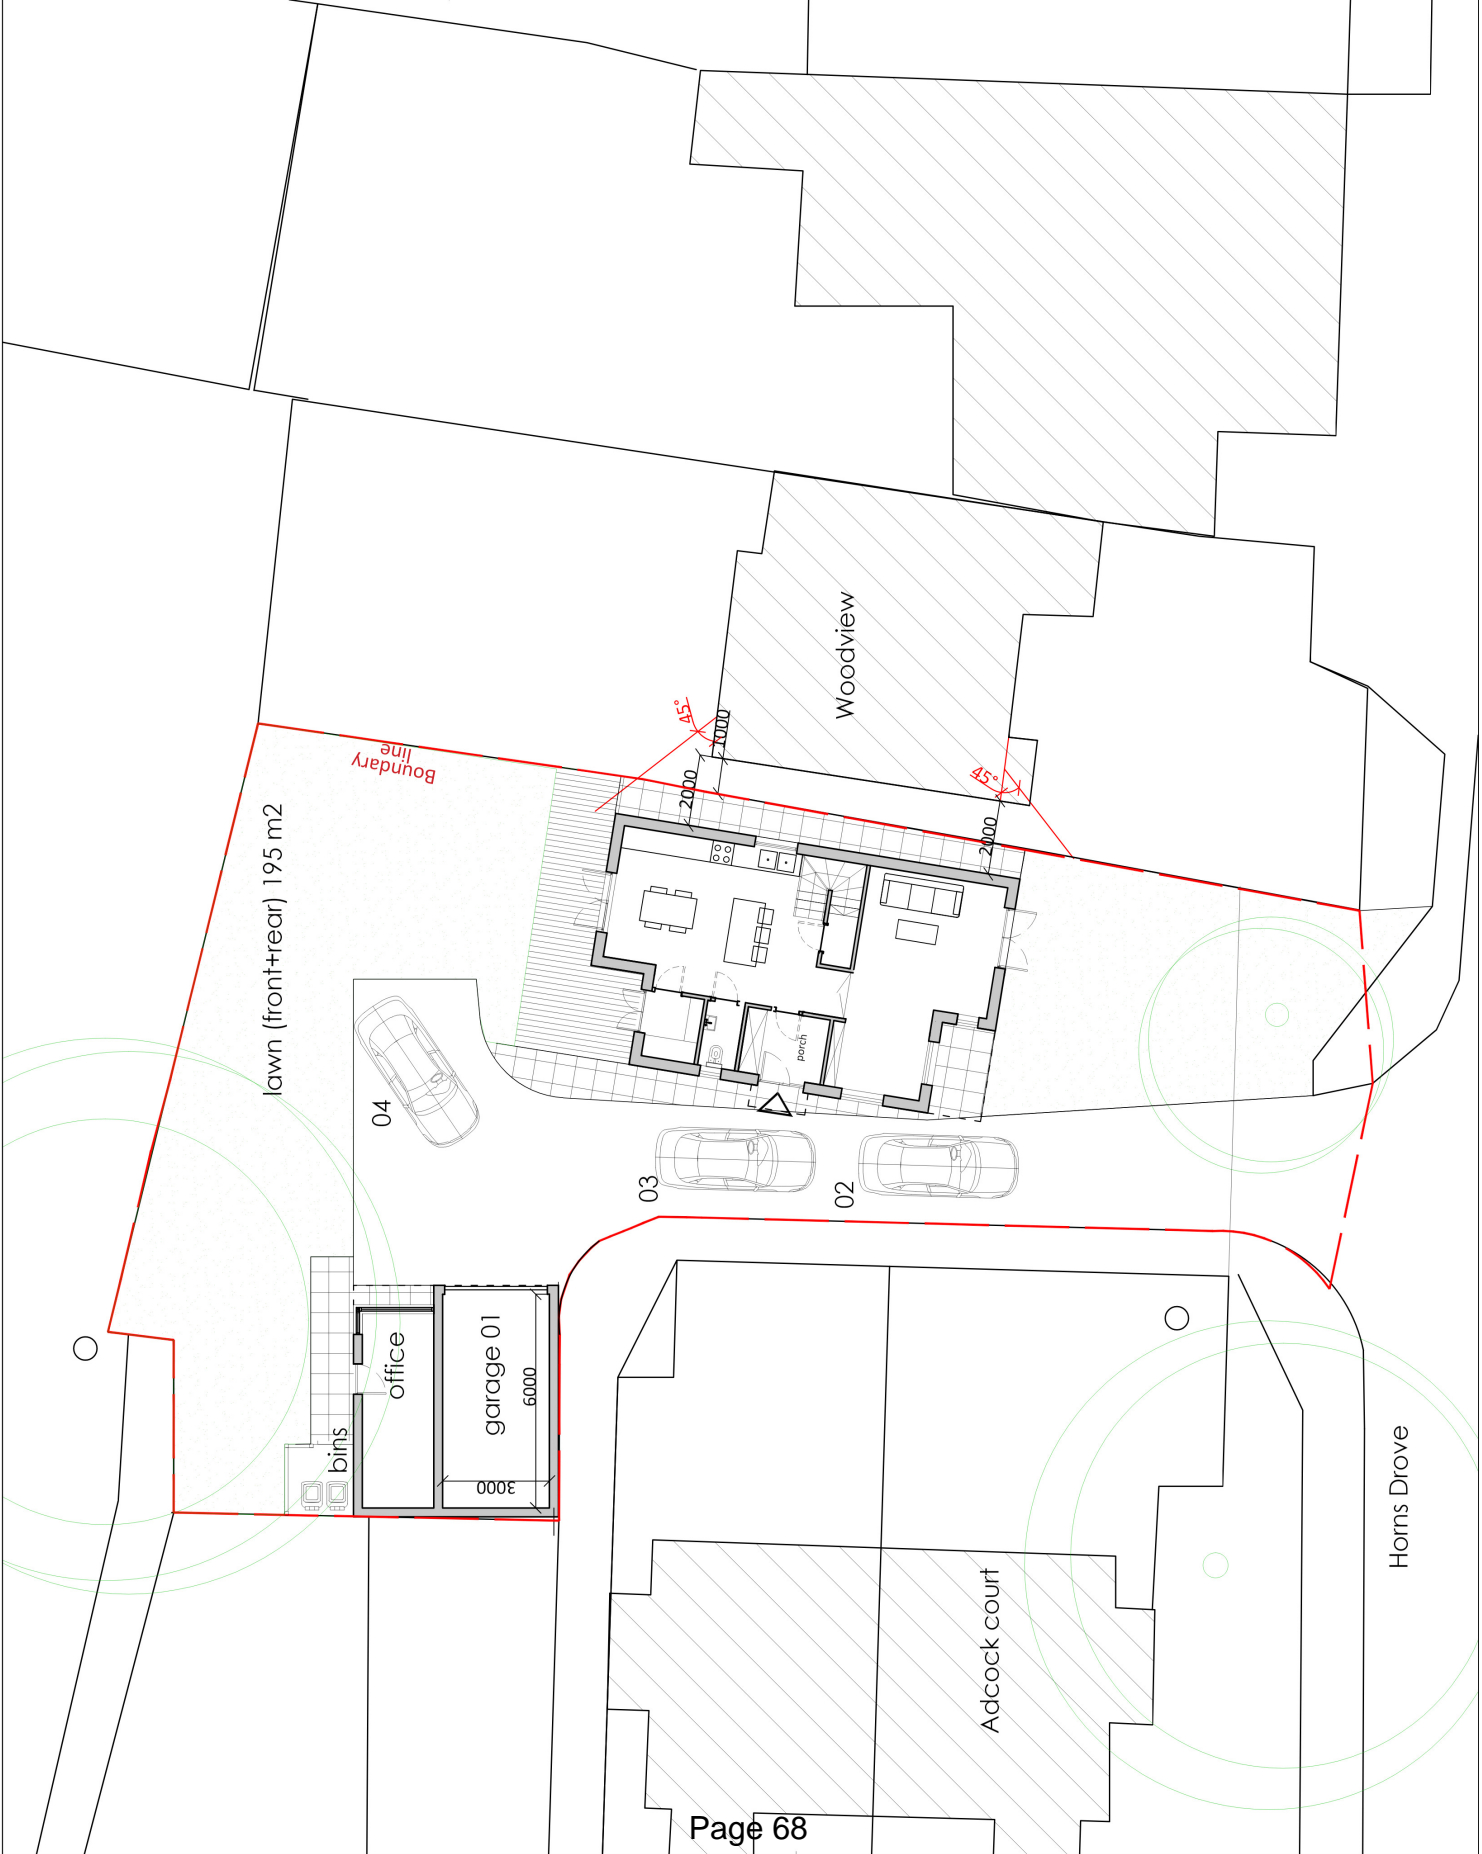 Woodview
45°
1000
2000
45°
2000
Boundary
line
lawn (front+rear) 195 m2
porch
04
03
02
office
garage 01
6000
3000
bins
Horns Drove
Adcock court
Page 68